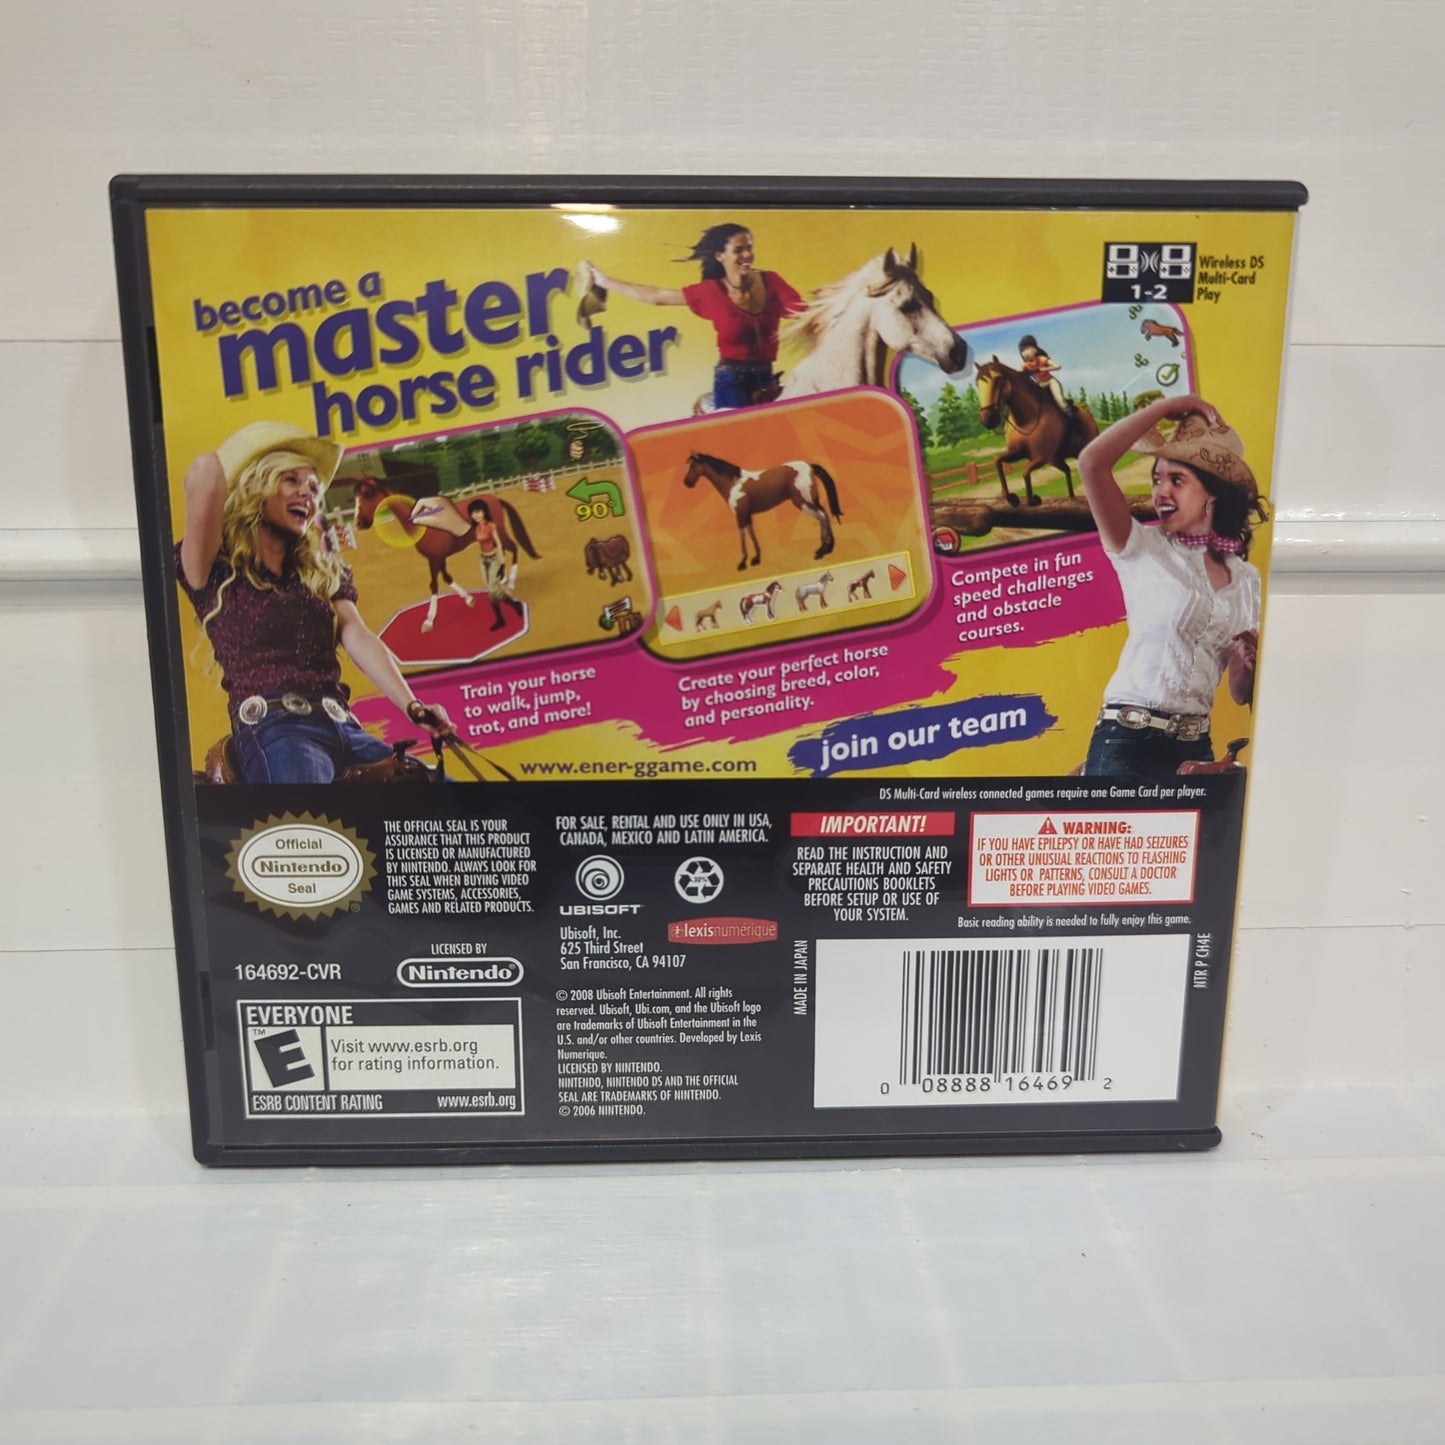 become a
master
horse rider
Wireless DS
Multi-Card
Play
1-2
90°
Train your horse
to walk, jump,
trot, and more!
Create your perfect horse
by choosing breed, color,
and personality.
Compete in fun
speed challenges
and obstacle
courses.
www.ener-ggame.com
join our team
DS Multi-Card wireless connected games require one Game Card per player.
Official
Nintendo
Seal
®
THE OFFICIAL SEAL IS YOUR
ASSURANCE THAT THIS PRODUCT
IS LICENSED OR MANUFACTURED
BY NINTENDO. ALWAYS LOOK FOR
THIS SEAL WHEN BUYING VIDEO
GAME SYSTEMS, ACCESSORIES,
GAMES AND RELATED PRODUCTS.
LICENSED BY
Nintendo®
164692-CVR
EVERYONE
TM
E
Visit www.esrb.org
for rating information.
ESRB CONTENT RATING
www.esrb.org
FOR SALE, RENTAL AND USE ONLY IN USA,
CANADA, MEXICO AND LATIN AMERICA.
UBISOFT
30%
lexisnumérique
Ubisoft, Inc.
625 Third Street
San Francisco, CA 94107
© 2008 Ubisoft Entertainment. All rights
reserved. Ubisoft, Ubi.com, and the Ubisoft logo
are trademarks of Ubisoft Entertainment in the
U.S. and/or other countries. Developed by Lexis
Numerique.
LICENSED BY NINTENDO.
NINTENDO, NINTENDO DS AND THE OFFICIAL
SEAL ARE TRADEMARKS OF NINTENDO.
© 2006 NINTENDO.
IMPORTANT!
READ THE INSTRUCTION AND
SEPARATE HEALTH AND SAFETY
PRECAUTIONS BOOKLETS
BEFORE SETUP OR USE OF
YOUR SYSTEM.
WARNING:
IF YOU HAVE EPILEPSY OR HAVE HAD SEIZURES
OR OTHER UNUSUAL REACTIONS TO FLASHING
LIGHTS OR PATTERNS, CONSULT A DOCTOR
BEFORE PLAYING VIDEO GAMES.
Basic reading ability is needed to fully enjoy this game.
MADE IN JAPAN
NTR P CH4E
0 08888 16469 2